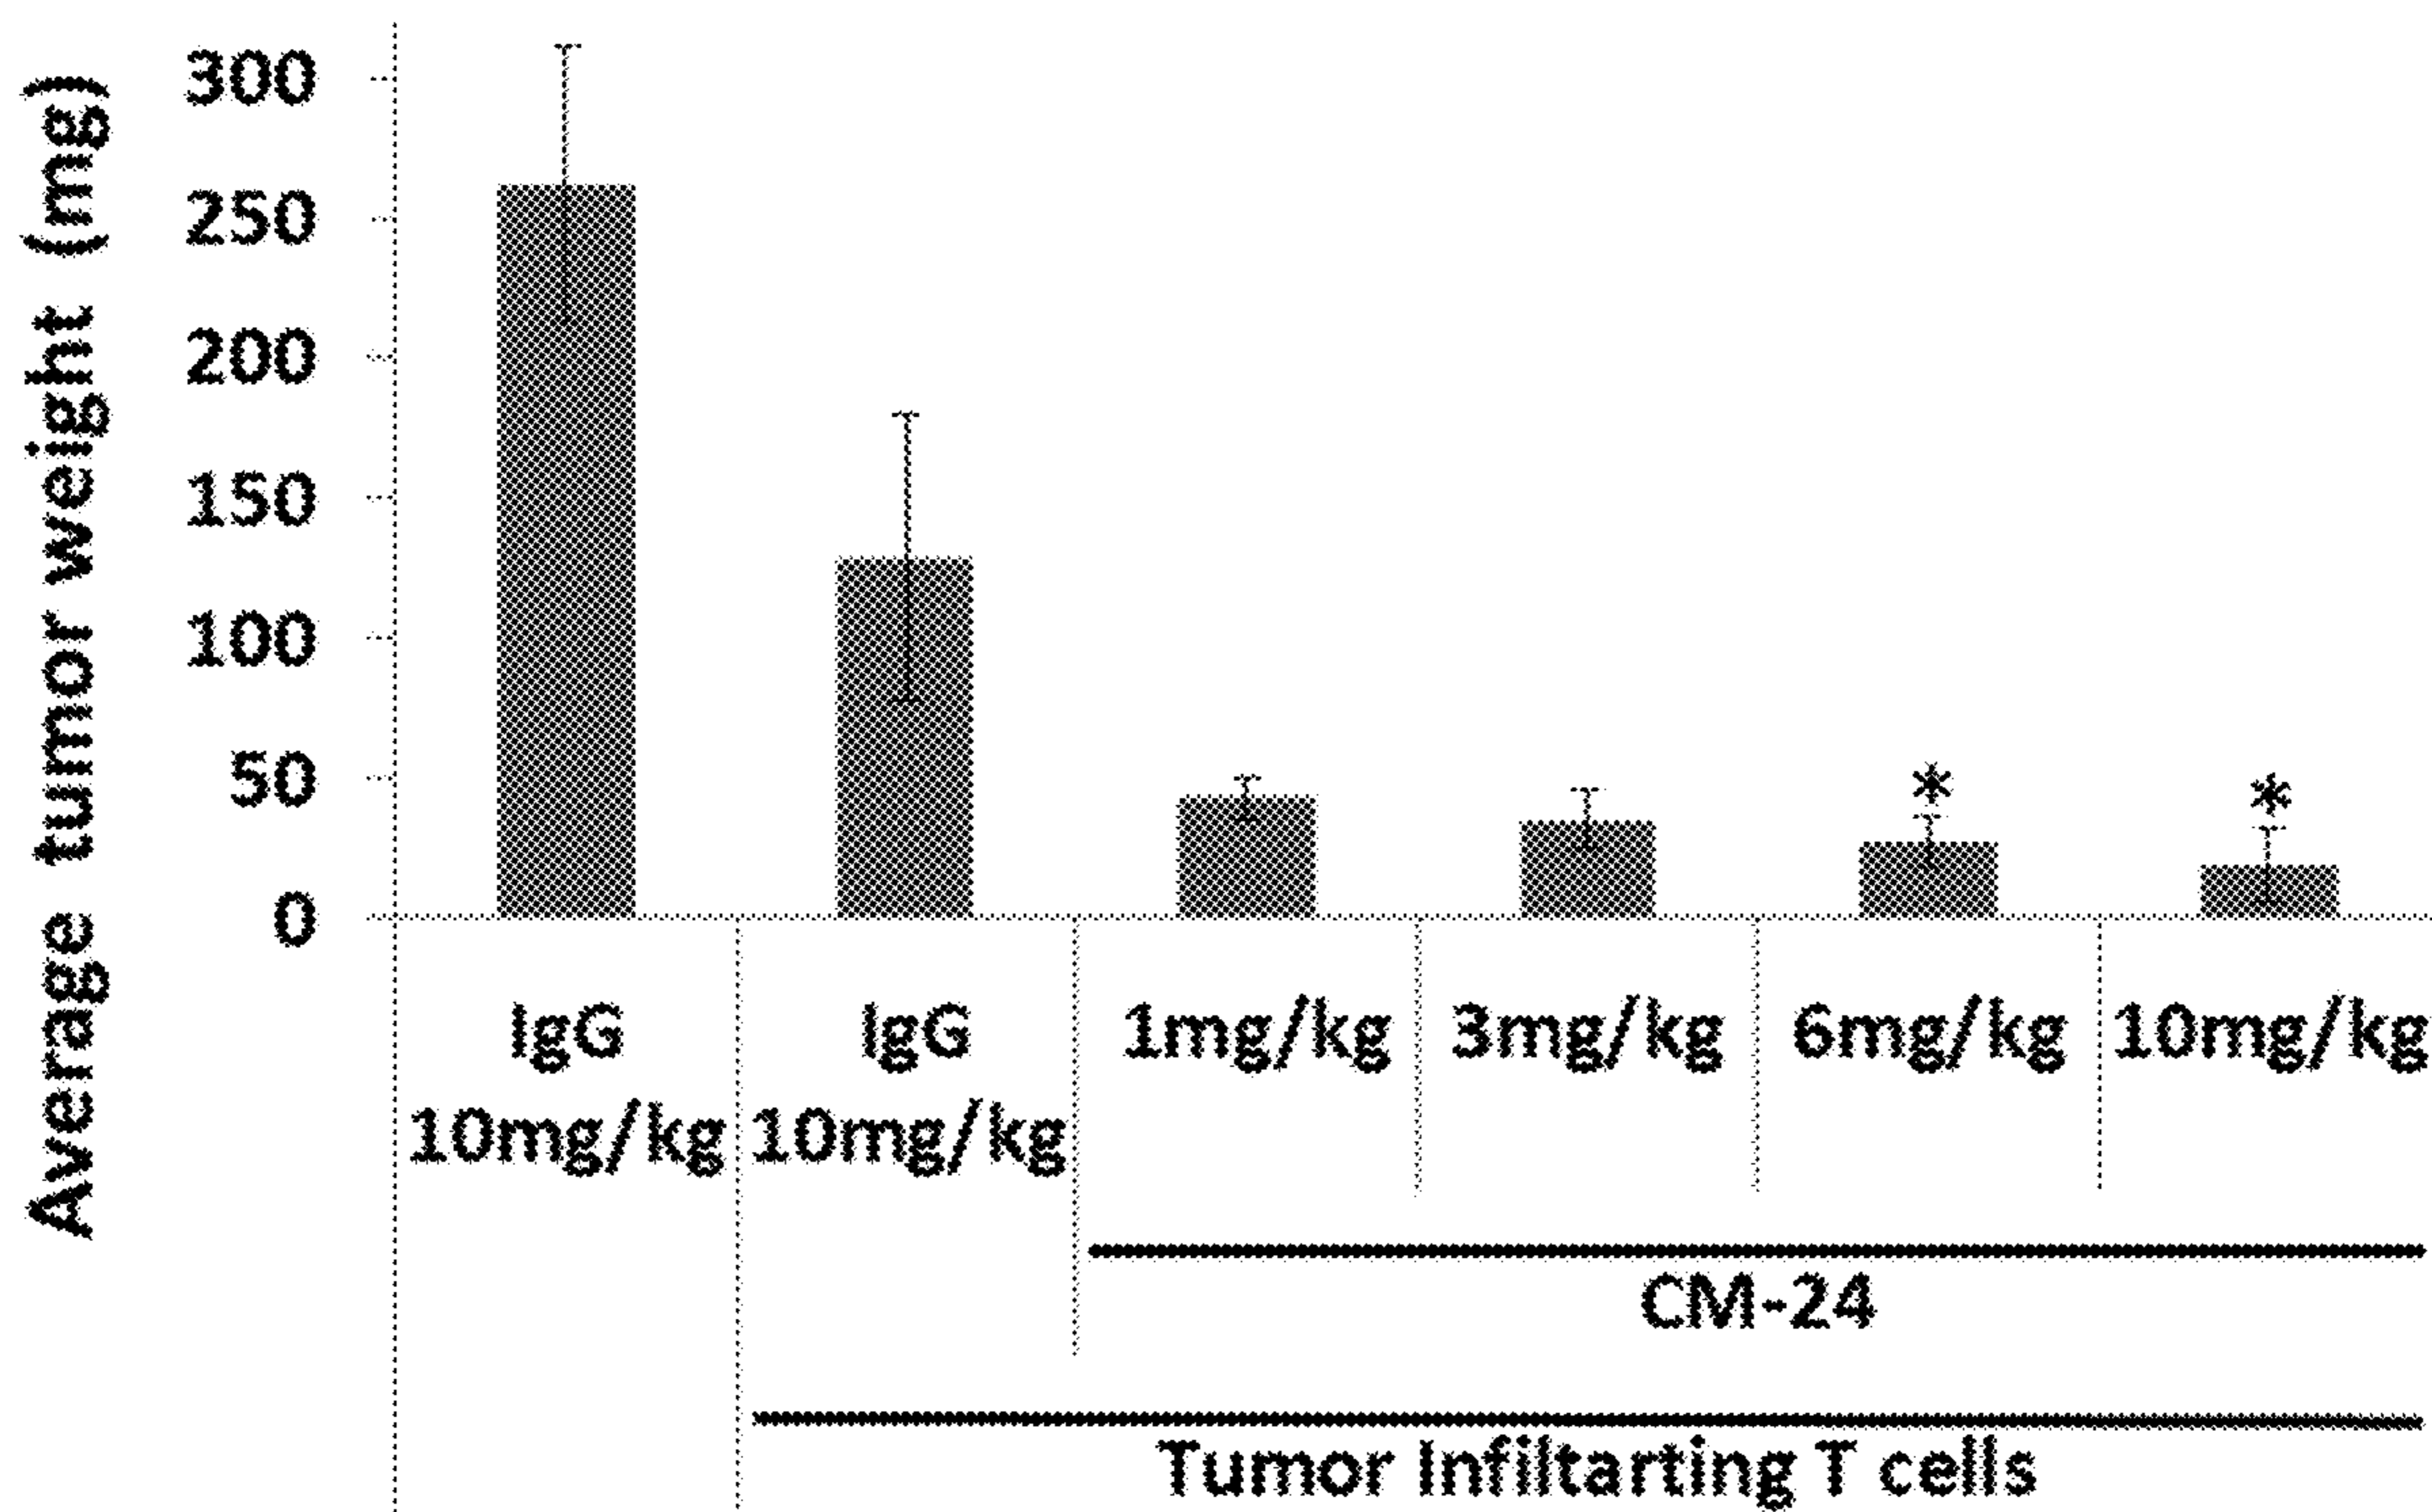 Average tumor weight (mg)
300
250
200
150
100
50
0
*
*
IgG
10mg/kg
IgG
10mg/kg
1mg/kg
3mg/kg
6mg/kg
10mg/kg
CM-24
Tumor Infiltarting T cells